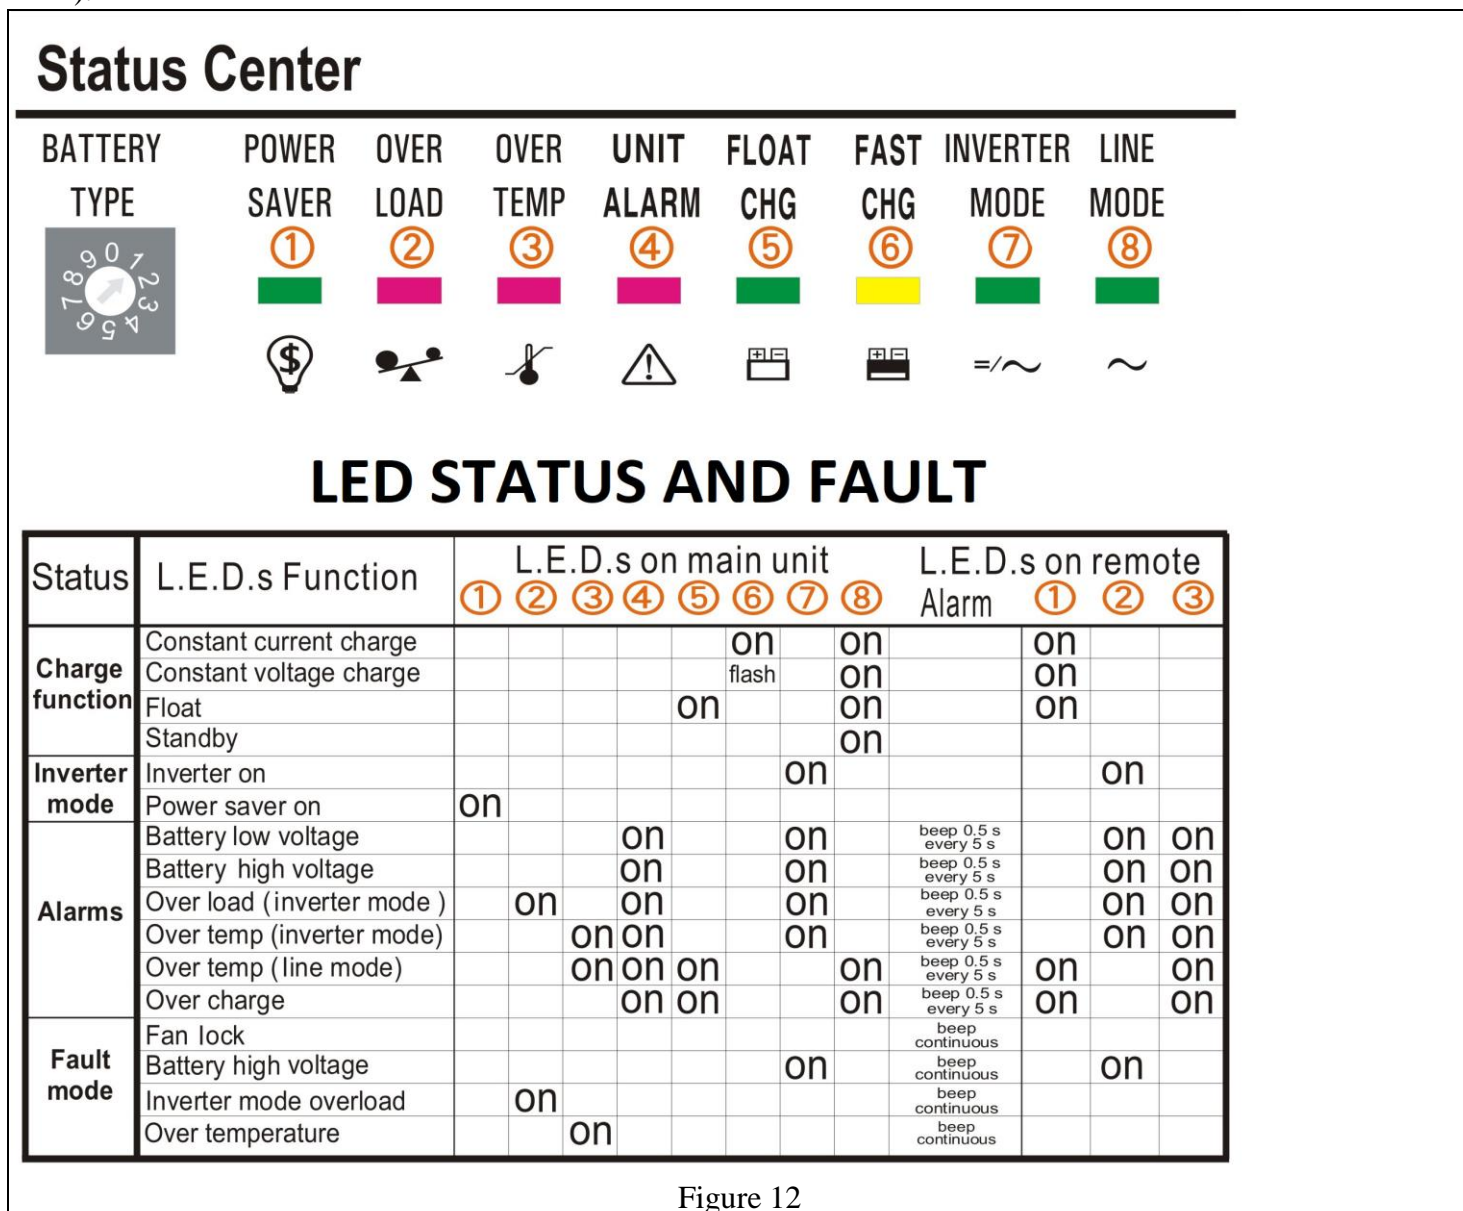 ).
Status Center
BATTERY TYPE POWER SAVER OVER LOAD OVER TEMP UNIT ALARM FLOAT CHG FAST CHG INVERTER MODE LINE MODE
0 1 2 3 4 5 6 7 8 9
① ② ③ ④ ⑤ ⑥ ⑦ ⑧
$ ! + - + - =/~ ~
LED STATUS AND FAULT
Status L.E.D.s Function L.E.D.s on main unit L.E.D.s on remote
① ② ③ ④ ⑤ ⑥ ⑦ ⑧ Alarm ① ② ③
Charge function
Constant current charge on on on
Constant voltage charge flash on on
Float on on on
Standby on
Inverter mode
Inverter on on on
Power saver on on
Alarms
Battery low voltage on on beep 0.5 s every 5 s on on
Battery high voltage on on beep 0.5 s every 5 s on on
Over load (inverter mode ) on on on beep 0.5 s every 5 s on on
Over temp (inverter mode) on on on beep 0.5 s every 5 s on on
Over temp (line mode) on on on on beep 0.5 s every 5 s on on
Over charge on on on beep 0.5 s every 5 s on on
Fault mode
Fan lock beep continuous
Battery high voltage on beep continuous on
Inverter mode overload on beep continuous
Over temperature on beep continuous
Figure 12